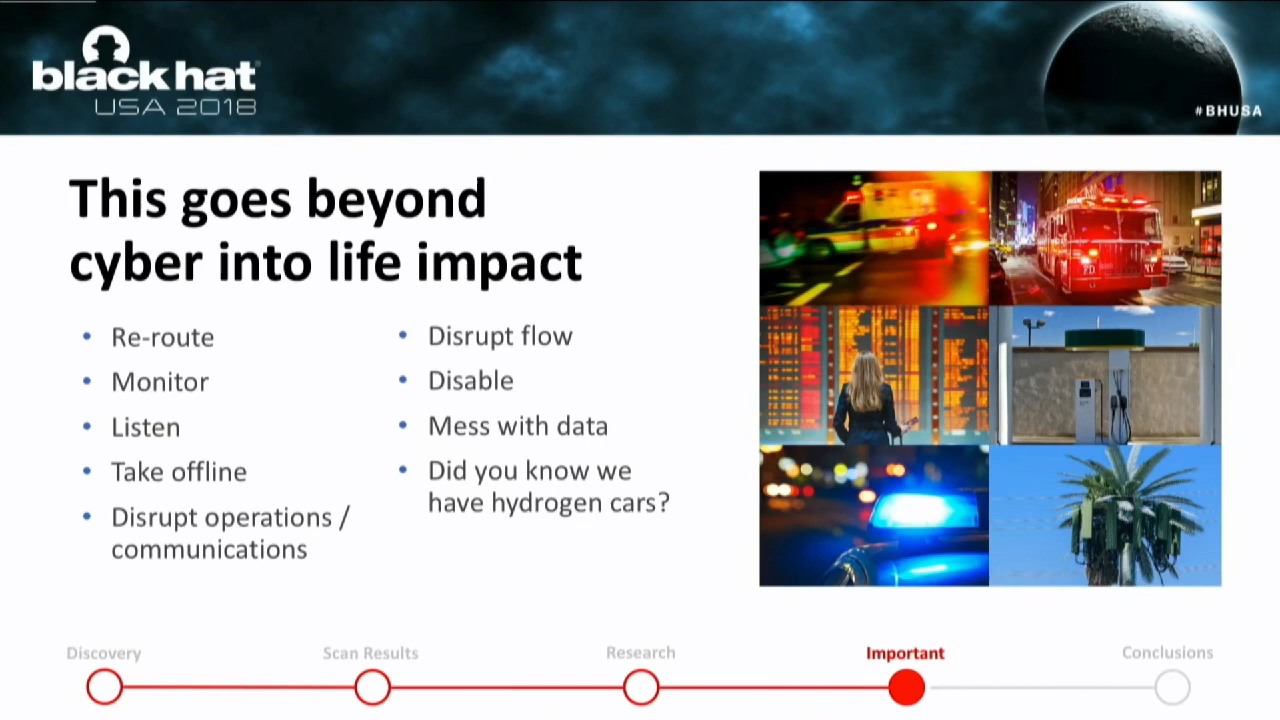 black hat
USA 2018
#BHUSA
This goes beyond
cyber into life impact
• Re-route
• Monitor
• Listen
• Take offline
• Disrupt operations /
communications
• Disrupt flow
• Disable
• Mess with data
• Did you know we
have hydrogen cars?
FD NY
Discovery
Scan Results
Research
Important
Conclusions